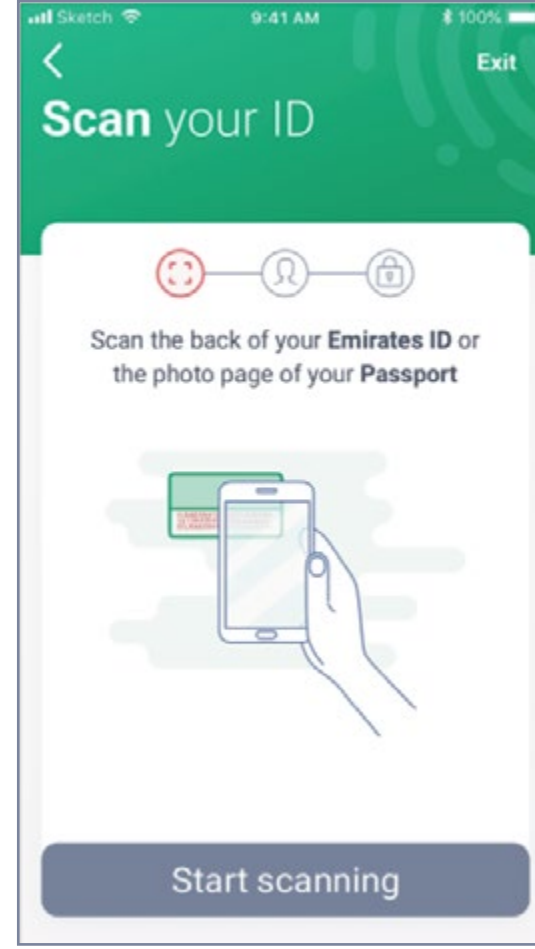 Sketch 9:41 AM 100%
Exit
Scan your ID
Scan the back of your Emirates ID or
the photo page of your Passport
Start scanning